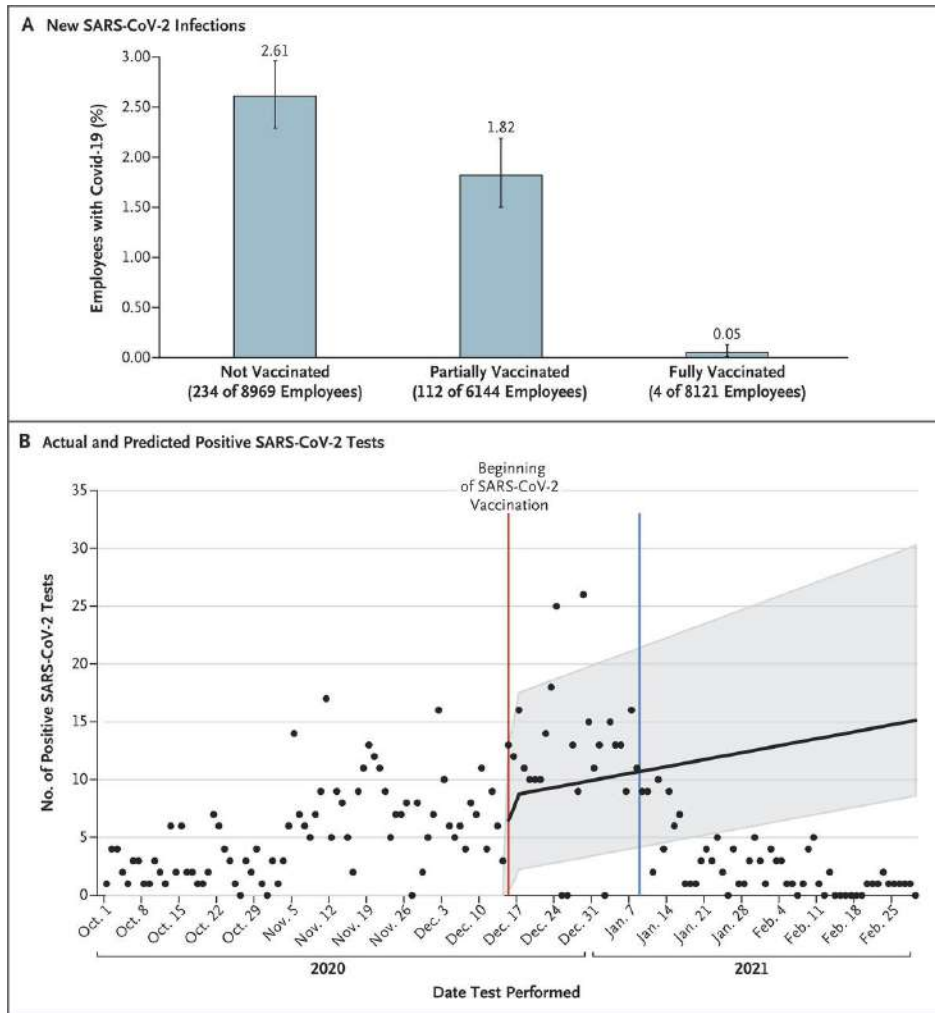 A New SARS-CoV-2 Infections
Employees with Covid-19 (%)
3.00
2.50
2.00
1.50
1.00
0.50
0.00
2.61
1.82
0.05
Not Vaccinated
(234 of 8969 Employees)
Partially Vaccinated
(112 of 6144 Employees)
Fully Vaccinated
(4 of 8121 Employees)
B Actual and Predicted Positive SARS-CoV-2 Tests
Beginning
of SARS-CoV-2
Vaccination
No. of Positive SARS-CoV-2 Tests
35
30
25
20
15
10
5
0
Oct. 1
Oct. 8
Oct. 15
Oct. 22
Oct. 29
Nov. 5
Nov. 12
Nov. 19
Nov. 26
Dec. 3
Dec. 10
Dec. 17
Dec. 24
Dec. 31
Jan. 7
Jan. 14
Jan. 21
Jan. 28
Feb. 4
Feb. 11
Feb. 18
Feb. 25
2020
2021
Date Test Performed